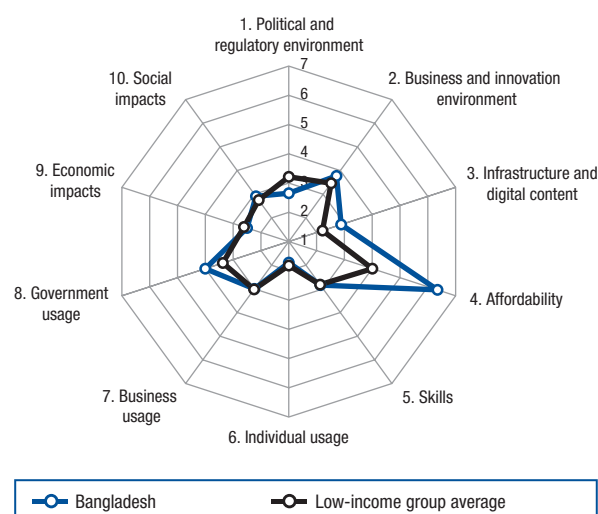 1. Political and
regulatory environment
2. Business and innovation
environment
3. Infrastructure and
digital content
4. Affordability
5. Skills
6. Individual usage
7. Business
usage
8. Government
usage
9. Economic
impacts
10. Social
impacts
7
6
5
4
2
1
Bangladesh
Low-income group average